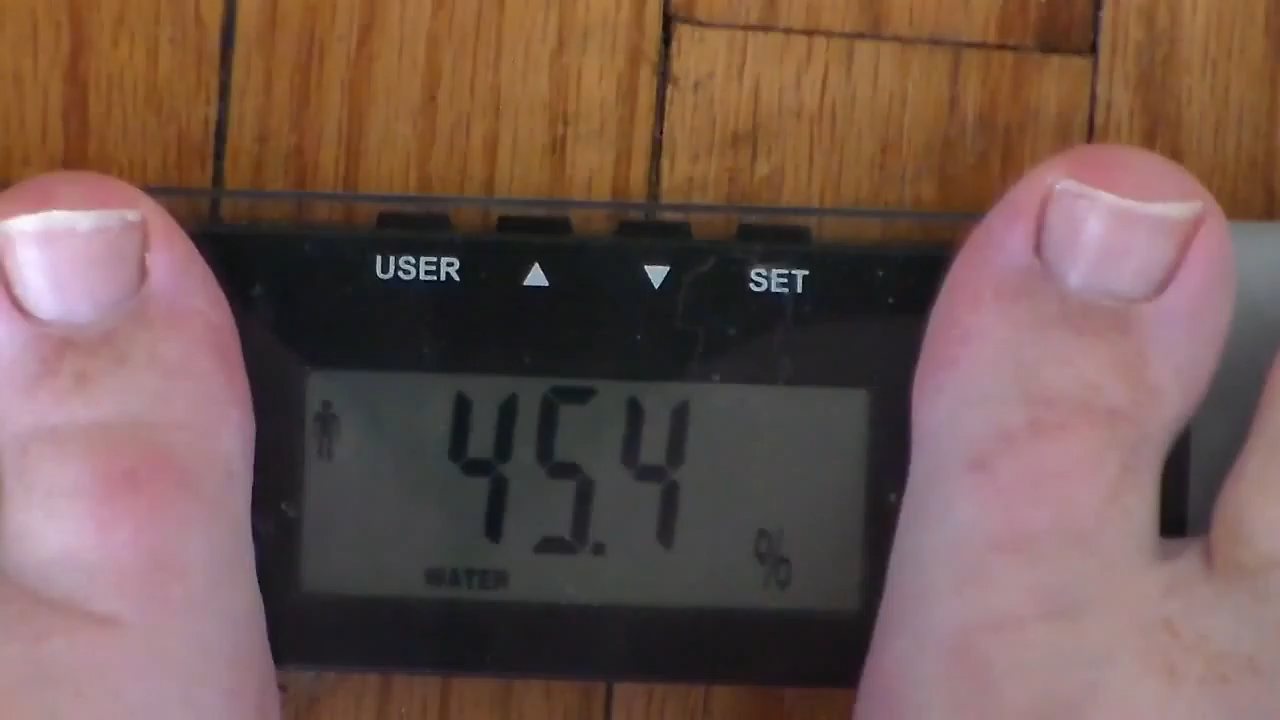 USER ▲ ▼ SET
45.4
WATER %